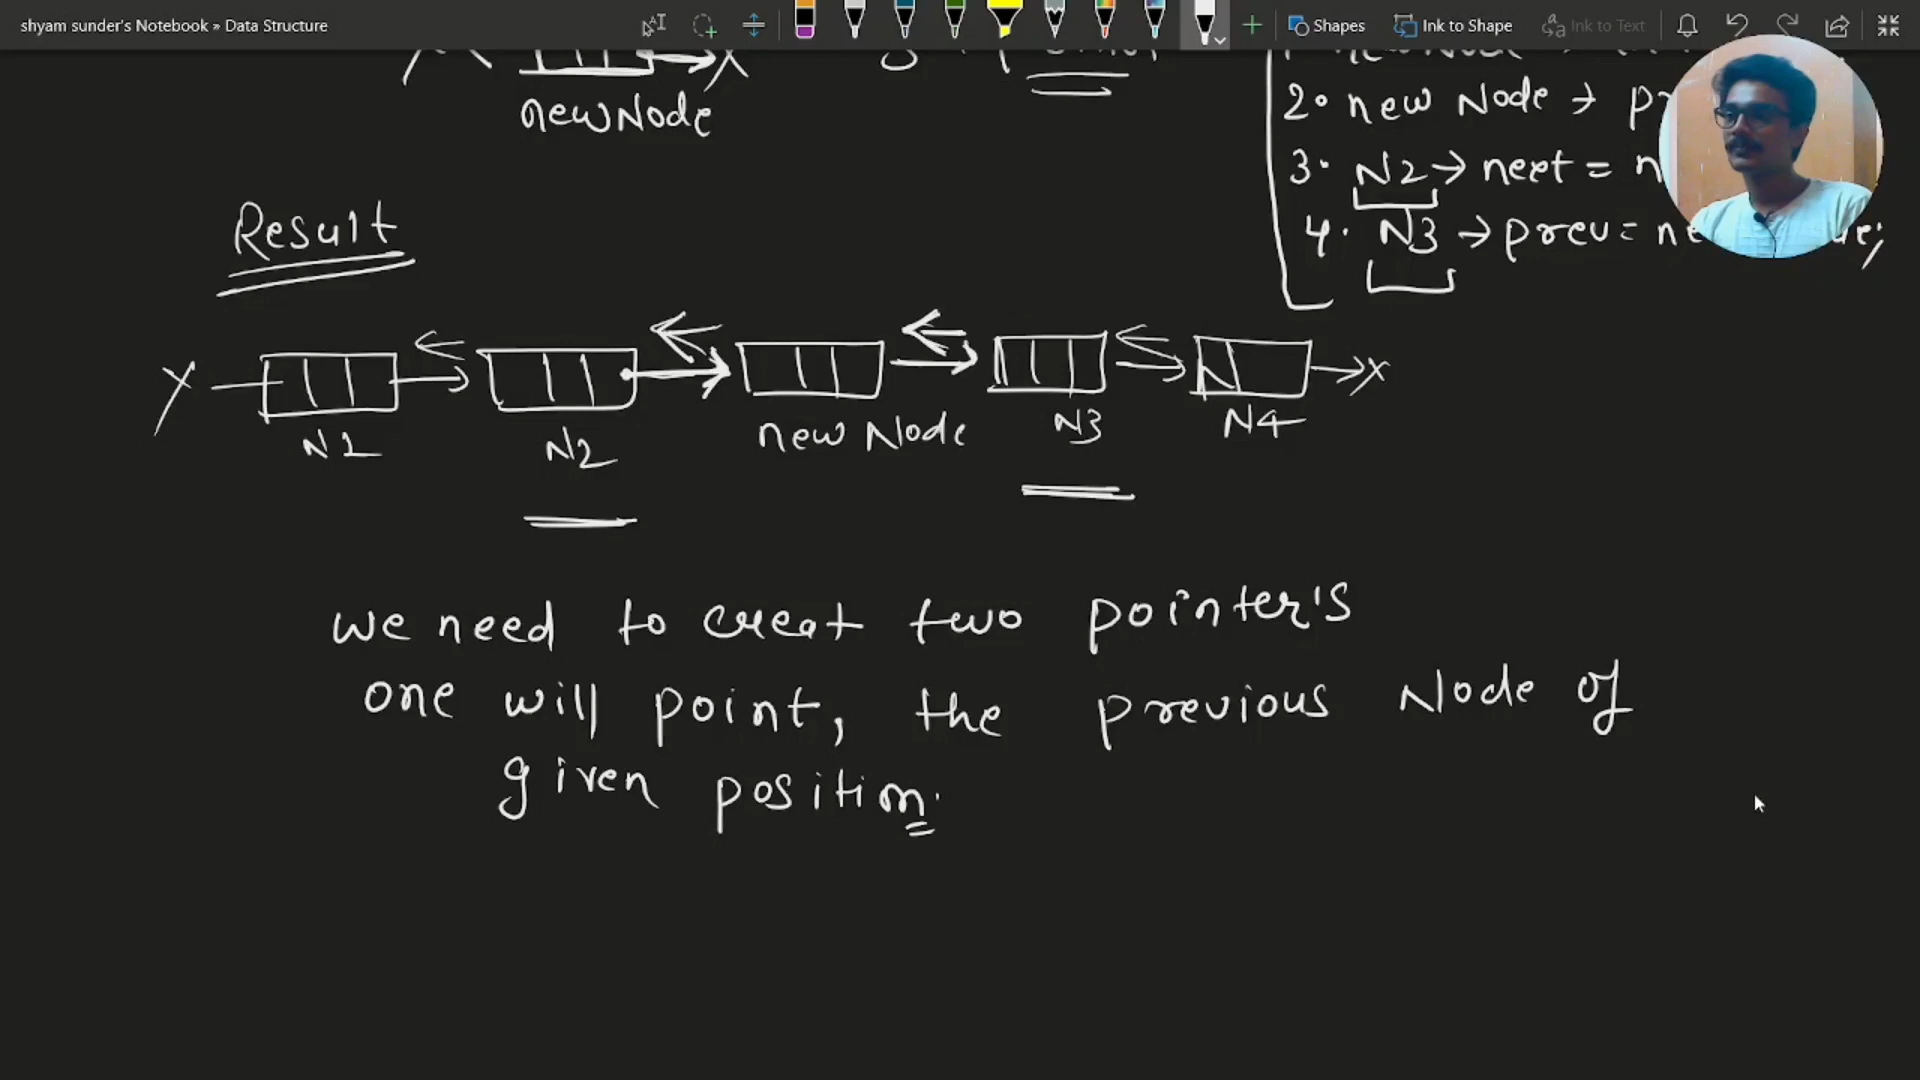 shyam sunder's Notebook » Data Structure
Shapes
Ink to Shape
Ink to Text
newNode
2. new Node →
3. N2 → next =
4. N3 → prev =
Result
X
X
N1
N2
new Node
N3
N4
we need to creat two pointer's
one will point, the previous Node of
given position.